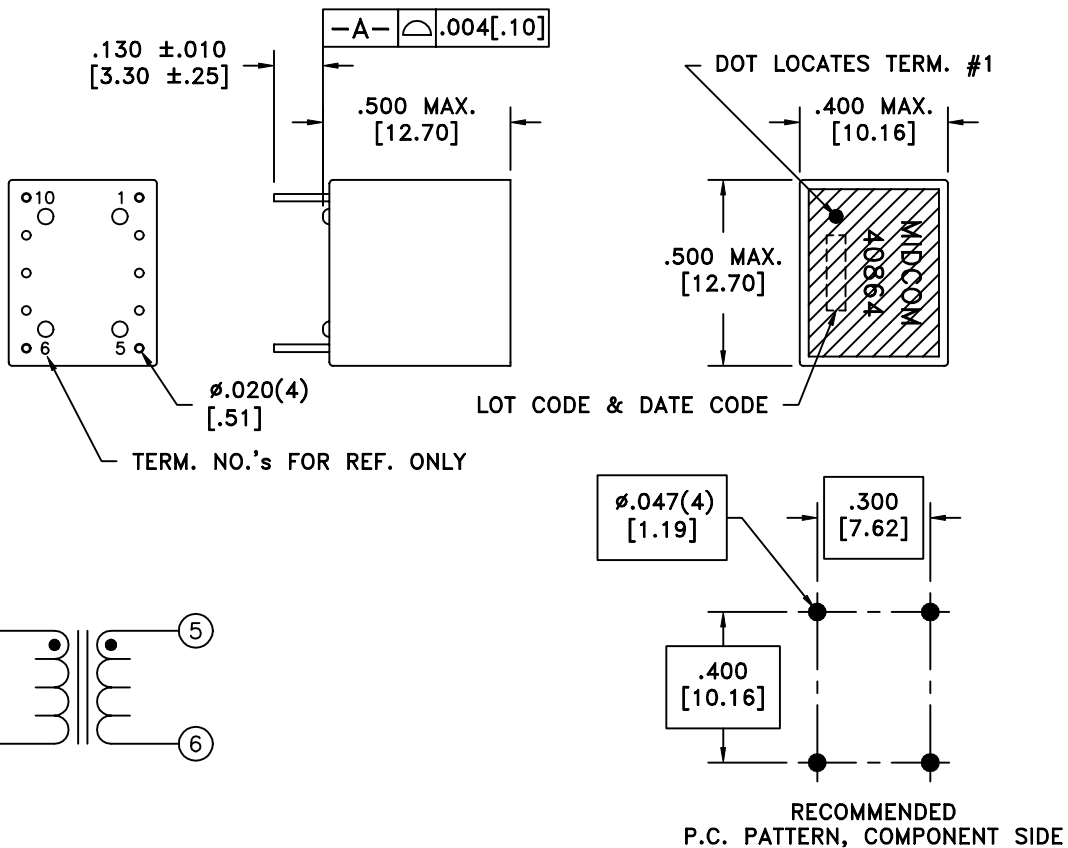 -A- ⌓ .004[.10]
.130 ±.010
[3.30 ±.25]
.500 MAX.
[12.70]
DOT LOCATES TERM. #1
.400 MAX.
[10.16]
10
1
6
5
ø.020(4)
[.51]
TERM. NO.'s FOR REF. ONLY
.500 MAX.
[12.70]
MIDCOM
40864
LOT CODE & DATE CODE
ø.047(4)
[1.19]
.300
[7.62]
.400
[10.16]
5
6
RECOMMENDED
P.C. PATTERN, COMPONENT SIDE